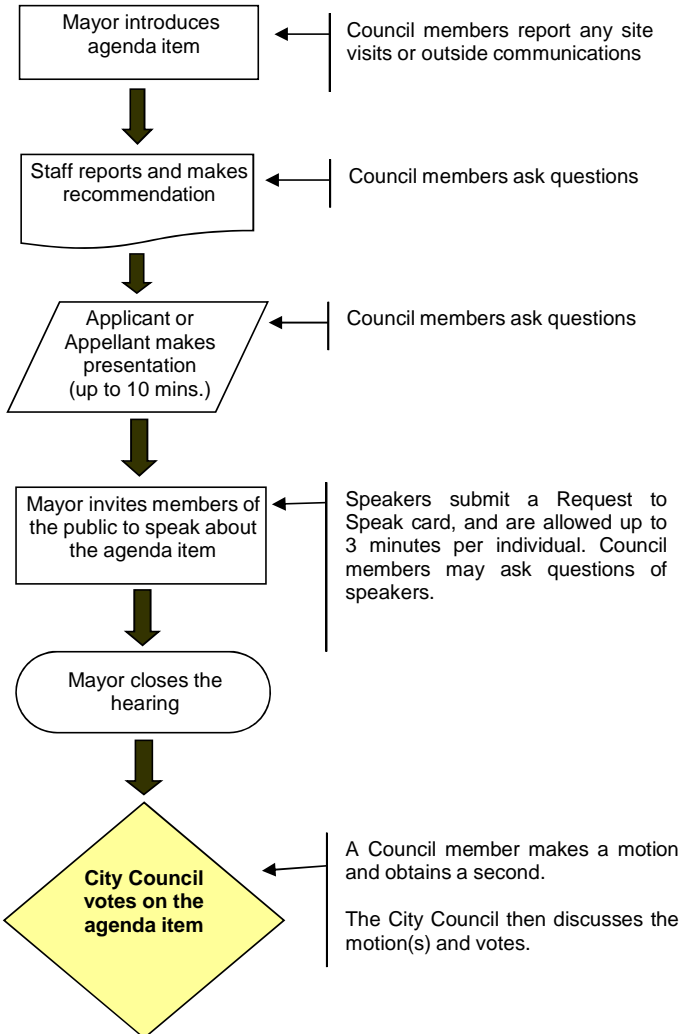 Mayor introduces
agenda item
Council members report any site
visits or outside communications
Staff reports and makes
recommendation
Council members ask questions
Applicant or
Appellant makes
presentation
(up to 10 mins.)
Council members ask questions
Mayor invites members of
the public to speak about
the agenda item
Speakers submit a Request to
Speak card, and are allowed up to
3 minutes per individual. Council
members may ask questions of
speakers.
Mayor closes the
hearing
City Council
votes on the
agenda item
A Council member makes a motion
and obtains a second.
The City Council then discusses the
motion(s) and votes.